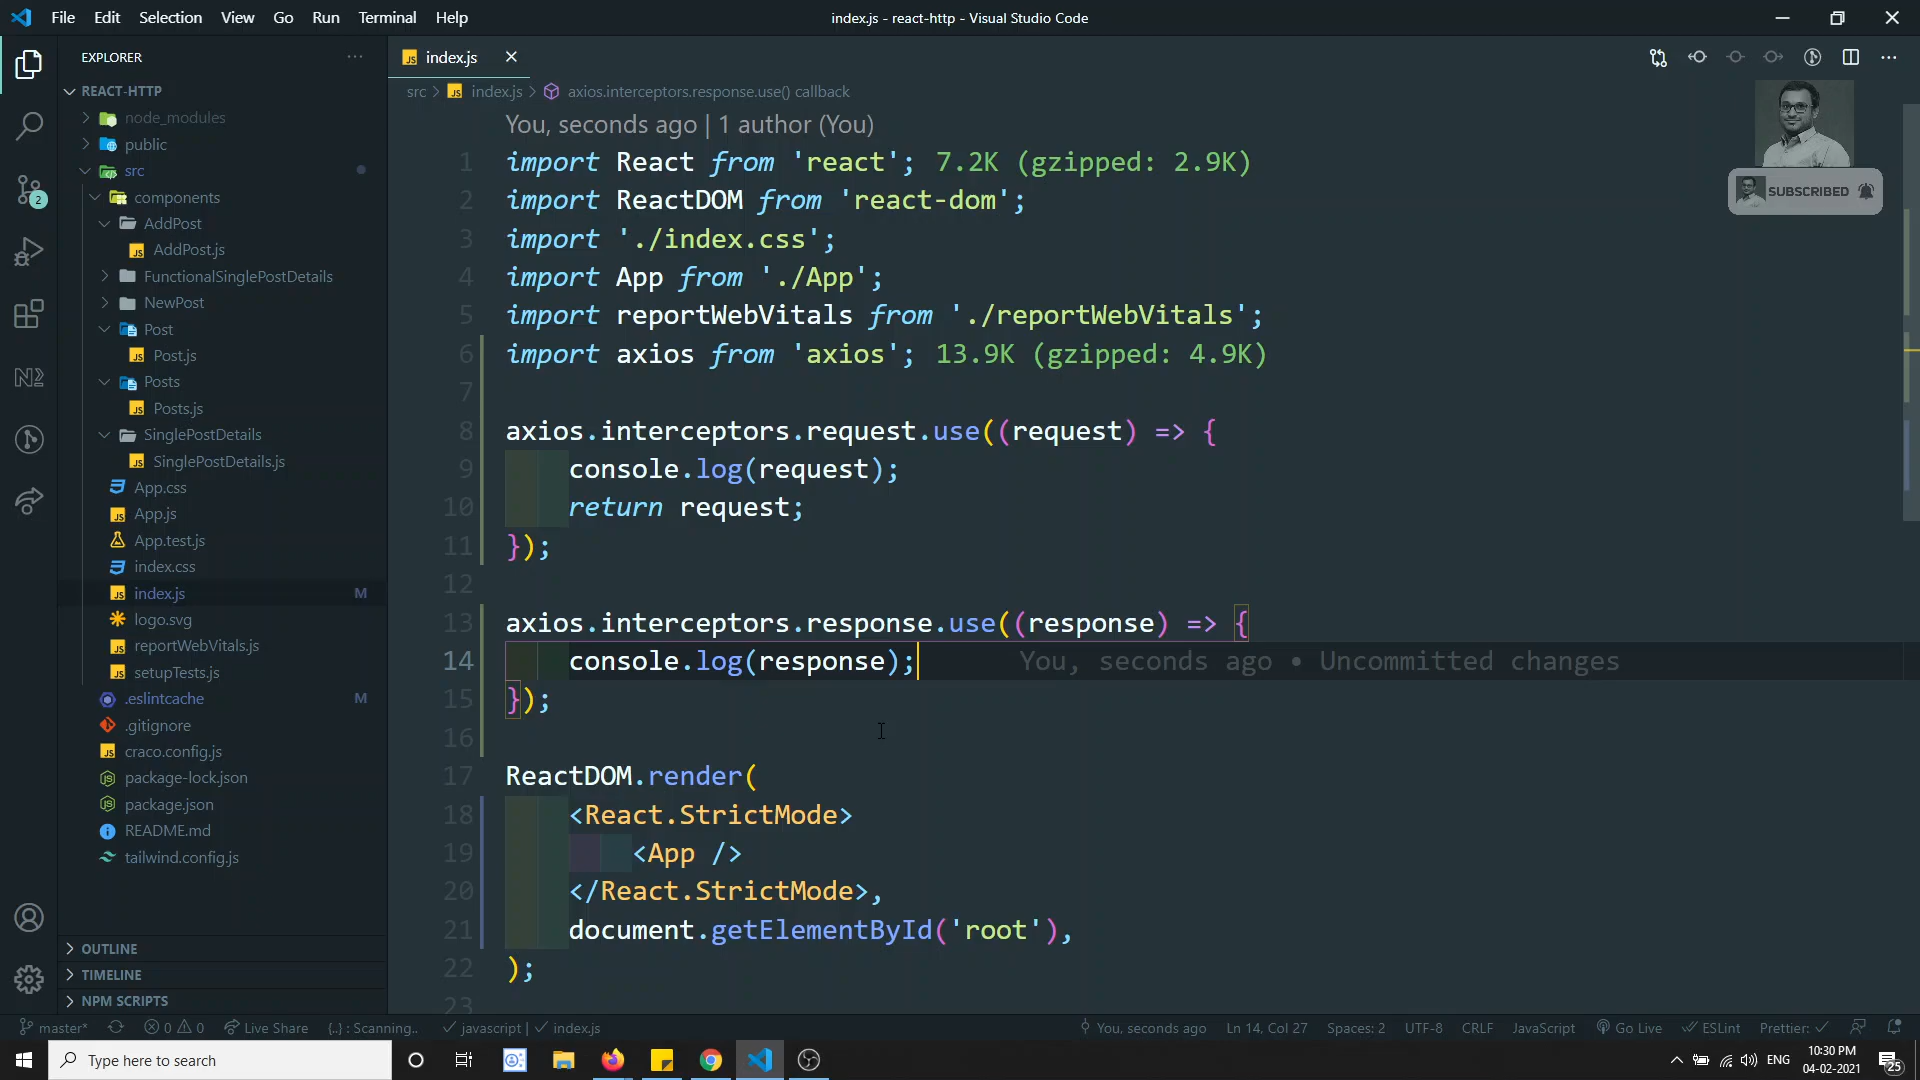 File Edit Selection View Go Run Terminal Help
index.js - react-http - Visual Studio Code
EXPLORER
REACT-HTTP
node_modules
public
src
components
AddPost
AddPost.js
FunctionalSinglePostDetails
NewPost
Post
Post.js
Posts
Posts.js
SinglePostDetails
SinglePostDetails.js
App.css
App.js
App.test.js
index.css
index.js M
logo.svg
reportWebVitals.js
setupTests.js
.eslintcache M
.gitignore
craco.config.js
package-lock.json
package.json
README.md
tailwind.config.js
OUTLINE
TIMELINE
NPM SCRIPTS
2
index.js
src > index.js > axios.interceptors.response.use() callback
SUBSCRIBED
You, seconds ago | 1 author (You)
1 import React from 'react'; 7.2K (gzipped: 2.9K)
2 import ReactDOM from 'react-dom';
3 import './index.css';
4 import App from './App';
5 import reportWebVitals from './reportWebVitals';
6 import axios from 'axios'; 13.9K (gzipped: 4.9K)
7
8 axios.interceptors.request.use((request) => {
9 console.log(request);
10 return request;
11 });
12
13 axios.interceptors.response.use((response) => {
14 console.log(response); You, seconds ago • Uncommitted changes
15 });
16
17 ReactDOM.render(
18 <React.StrictMode>
19 <App />
20 </React.StrictMode>,
21 document.getElementById('root'),
22 );
23
master* 0 0 Live Share {..} : Scanning.. javascript | index.js You, seconds ago Ln 14, Col 27 Spaces: 2 UTF-8 CRLF JavaScript Go Live ESLint Prettier:
Type here to search
ENG
10:30 PM
04-02-2021
25